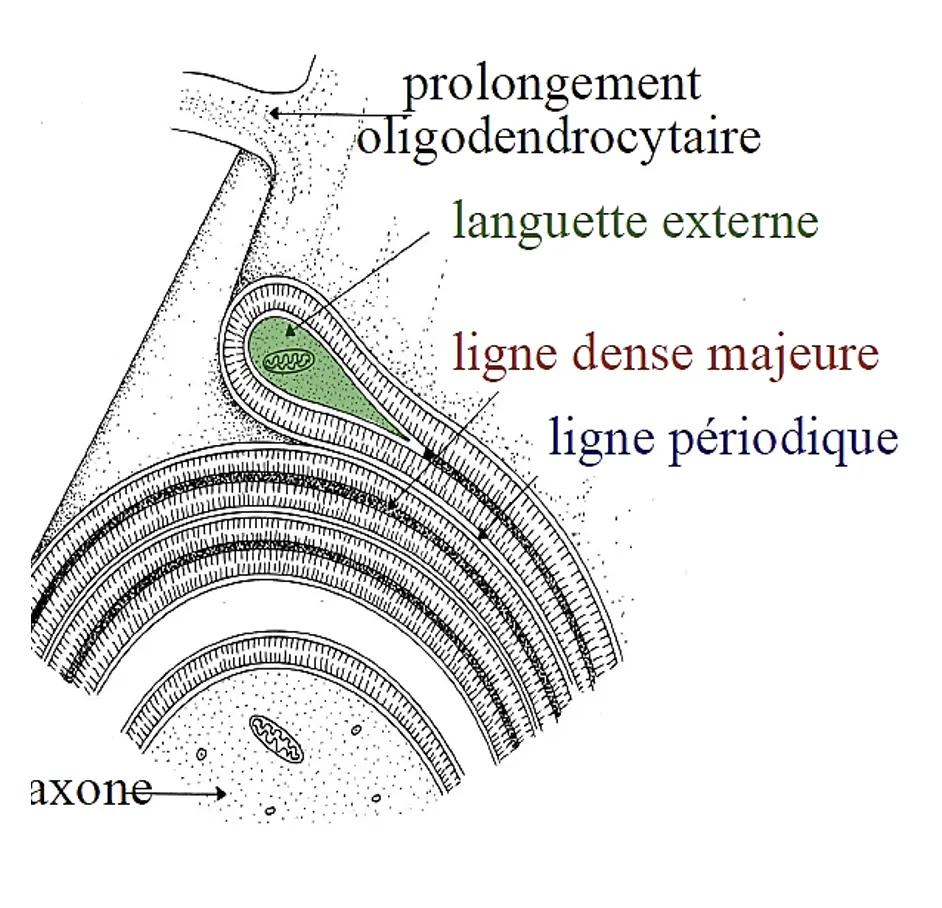 prolongement
oligodendrocytaire
languette externe
ligne dense majeure
ligne périodique
axone